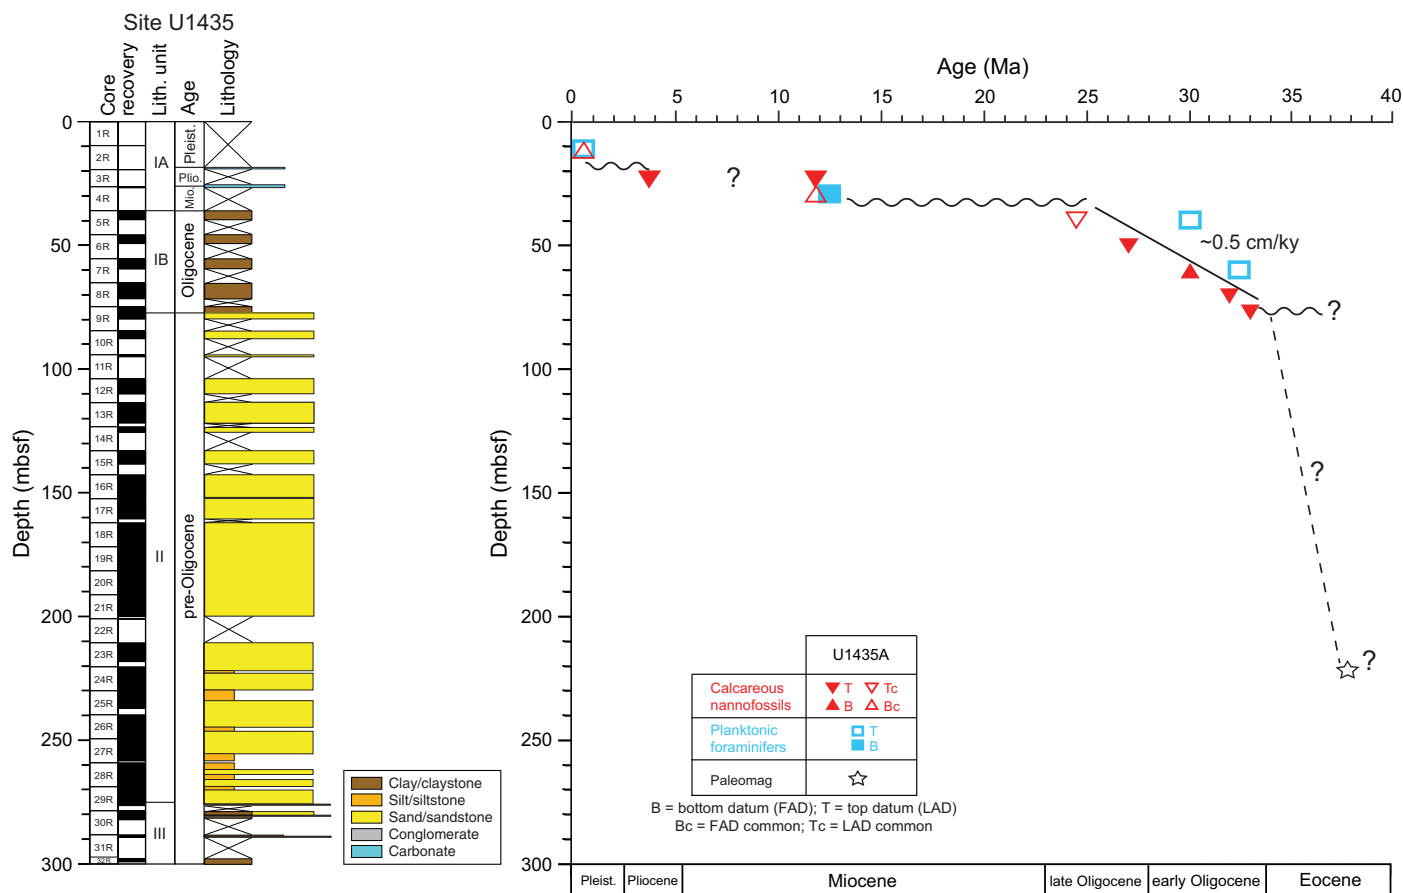 Site U1435
Core
recovery
Lith. unit
Age
Lithology
Depth (mbsf)
0
50
100
150
200
250
300
1R
2R
3R
4R
5R
6R
7R
8R
9R
10R
11R
12R
13R
14R
15R
16R
17R
18R
19R
20R
21R
22R
23R
24R
25R
26R
27R
28R
29R
30R
31R
32R
IA
IB
II
III
Pleist.
Plio.
Mio.
Oligocene
pre-Oligocene
Clay/claystone
Silt/siltstone
Sand/sandstone
Conglomerate
Carbonate
Age (Ma)
0 5 10 15 20 25 30 35 40
Depth (mbsf)
0
50
100
150
200
250
300
?
~0.5 cm/ky
?
?
?
U1435A
Calcareous
nannofossils
T Tc
B Bc
Planktonic
foraminifers
T
B
Paleomag
B = bottom datum (FAD); T = top datum (LAD)
Bc = FAD common; Tc = LAD common
Pleist. Pliocene Miocene late Oligocene early Oligocene Eocene